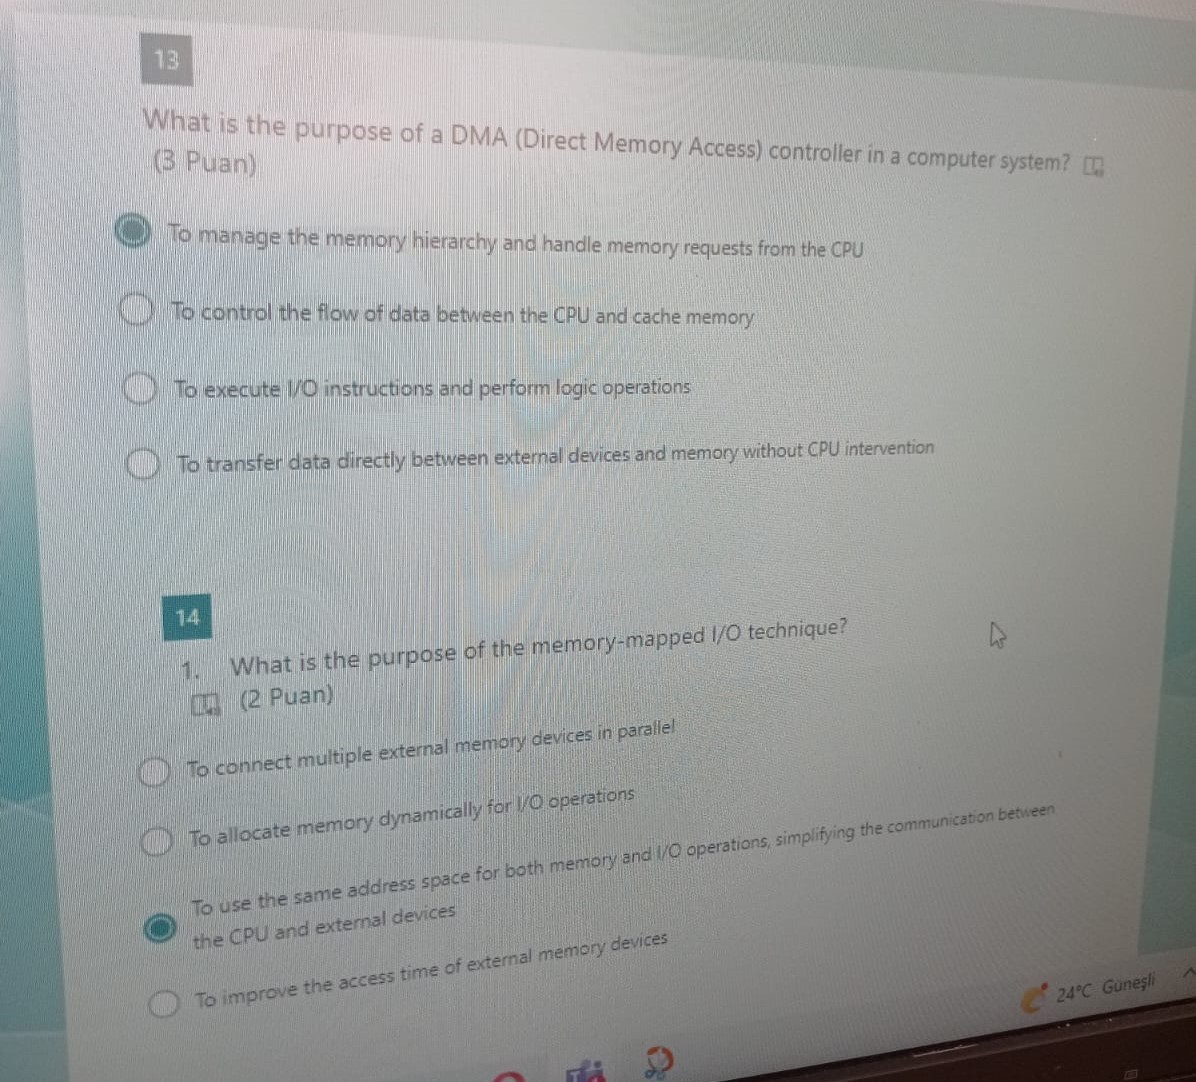 13
What is the purpose of a DMA (Direct Memory Access) controller in a computer system?
(3 Puan)
To manage the memory hierarchy and handle memory requests from the CPU
To control the flow of data between the CPU and cache memory
To execute I/O instructions and perform logic operations
To transfer data directly between external devices and memory without CPU intervention
14
1. What is the purpose of the memory-mapped I/O technique?
(2 Puan)
To connect multiple external memory devices in parallel
To allocate memory dynamically for I/O operations
To use the same address space for both memory and I/O operations, simplifying the communication between
the CPU and external devices
To improve the access time of external memory devices
24°C Güneşli